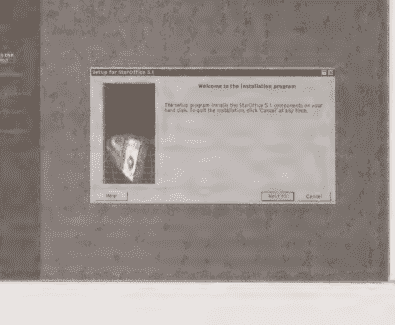 Setup for StarOffice 5.1
Welcome to the installation program
The setup program installs the StarOffice 5.1 components on your
hard disk. To quit the installation, click 'Cancel' at any time.
Help
Next >>
Cancel